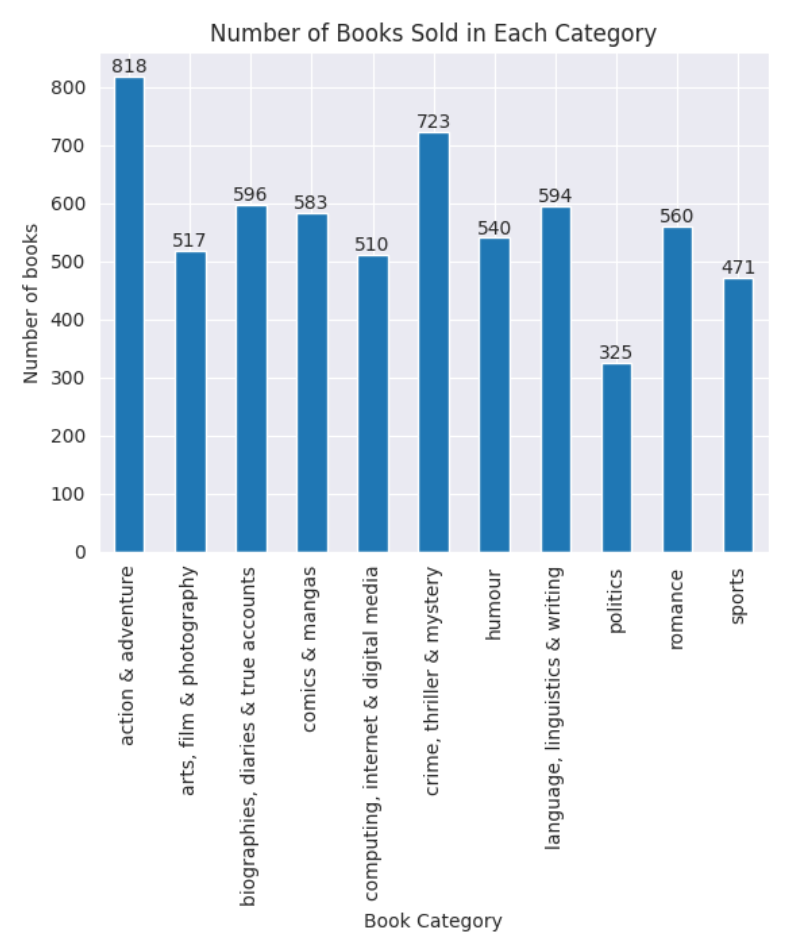 Number of Books Sold in Each Category
Number of books
800
700
600
500
400
300
200
100
0
818
517
596
583
510
723
540
594
325
560
471
action & adventure
arts, film & photography
biographies, diaries & true accounts
comics & mangas
computing, internet & digital media
crime, thriller & mystery
humour
language, linguistics & writing
politics
romance
sports
Book Category